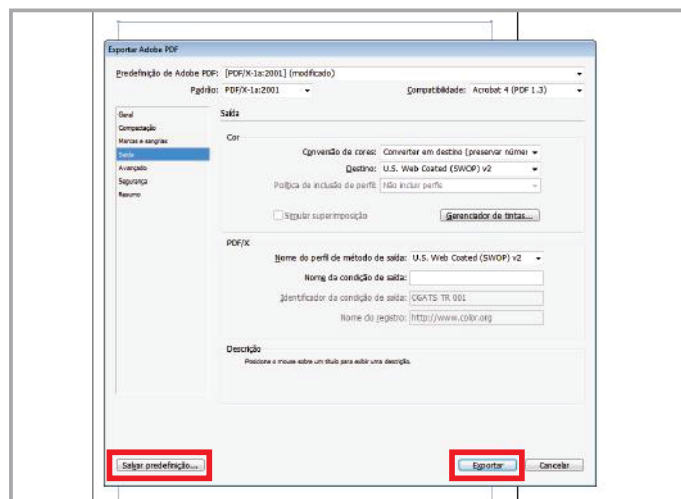 Exportar Adobe PDF
Predefinição de Adobe PDF: [PDF/X-1a:2001] (modificado)
Padrão: PDF/X-1a:2001 Compatibilidade: Acrobat 4 (PDF 1.3)
Geral
Compactação
Marcas e sangrias
Saída
Avançado
Segurança
Resumo
Saída
Cor
Conversão de cores: Converter em destino (preservar númer
Destino: U.S. Web Coated (SWOP) v2
Política de inclusão de perfil: Não incluir perfis
Simular superimposição Gerenciador de tintas...
PDF/X
Nome do perfil de método de saída: U.S. Web Coated (SWOP) v2
Nome da condição de saída:
Identificador da condição de saída: CGATS TR 001
Nome do registro: http://www.color.org
Descrição
Posicione o mouse sobre um título para exibir uma descrição.
Salvar predefinição... Exportar Cancelar